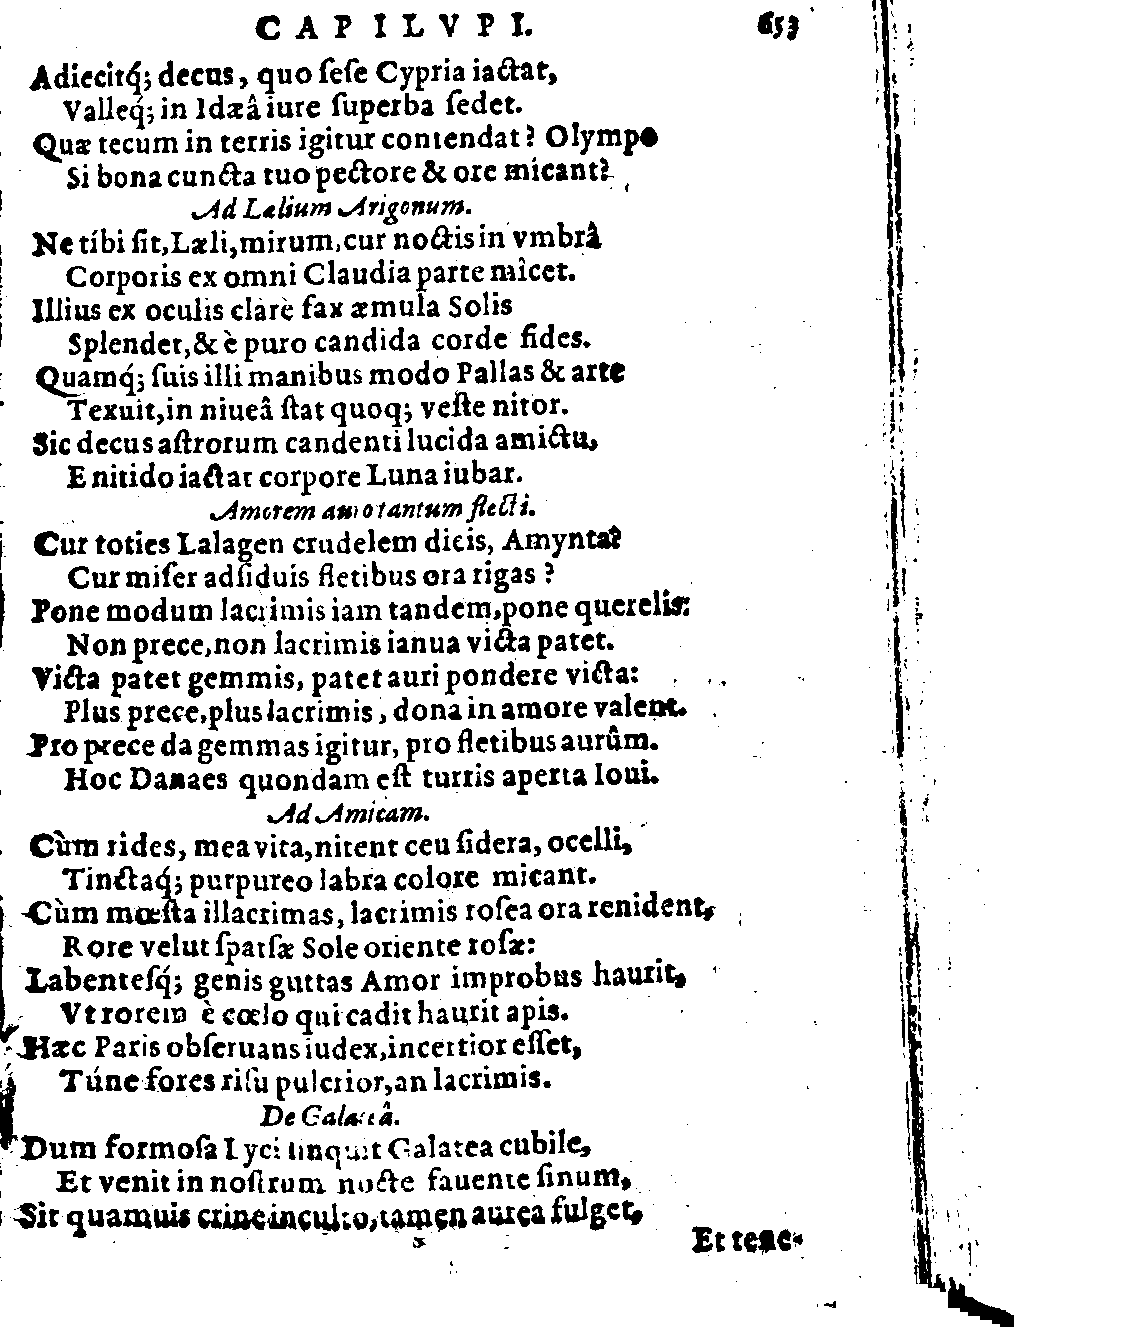 CAPILVPI. 653
Adiecitq́; decus, quo ſeſe Cypria iactat,
Valleq́; in Idæâ iure ſuperba ſedet.
Quæ tecum in terris igitur contendat? Olympo
Si bona cuncta tuo pectore & ore micant?
Ad Lælium Arigonum.
Ne tibi ſit, Læli, mirum, cur noctis in vmbrâ
Corporis ex omni Claudia parte micet.
Illius ex oculis clarè fax æmula Solis
Splendet, & è puro candida corde fides.
Quamq́; ſuis illi manibus modo Pallas & arte
Texuit, in niueâ ſtat quoq; veſte nitor.
Sic decus aſtrorum candenti lucida amictu,
E nitido iactat corpore Luna iubar.
Amorem auro tantum flecti.
Cur toties Lalagen crudelem dicis, Amynta?
Cur miſer adſiduis fletibus ora rigas?
Pone modum lacrimis iam tandem, pone querelis:
Non prece, non lacrimis ianua victa patet.
Victa patet gemmis, patet auri pondere victa:
Plus prece, plus lacrimis, dona in amore valent.
Pro prece da gemmas igitur, pro fletibus aurûm.
Hoc Danaes quondam eſt turris aperta Ioui.
Ad Amicam.
Cùm rides, mea vita, nitent ceu ſidera, ocelli,
Tinctaq́; purpureo labra colore micant.
Cùm mœſta illacrimas, lacrimis roſea ora renident,
Rore velut ſparſæ Sole oriente roſæ:
Labenteſq́; genis guttas Amor improbus haurit,
Vt rorem è cœlo qui cadit haurit apis.
Hæc Paris obſeruans iudex, incertior eſſet,
Túne fores riſu pulcrior, an lacrimis.
De Galateâ.
Dum formoſa Lyci linquit Galatea cubile,
Et venit in noſtrum nocte fauente ſinum,
Sit quamuis crine inculto, tamen aurea fulget,
Et tene-